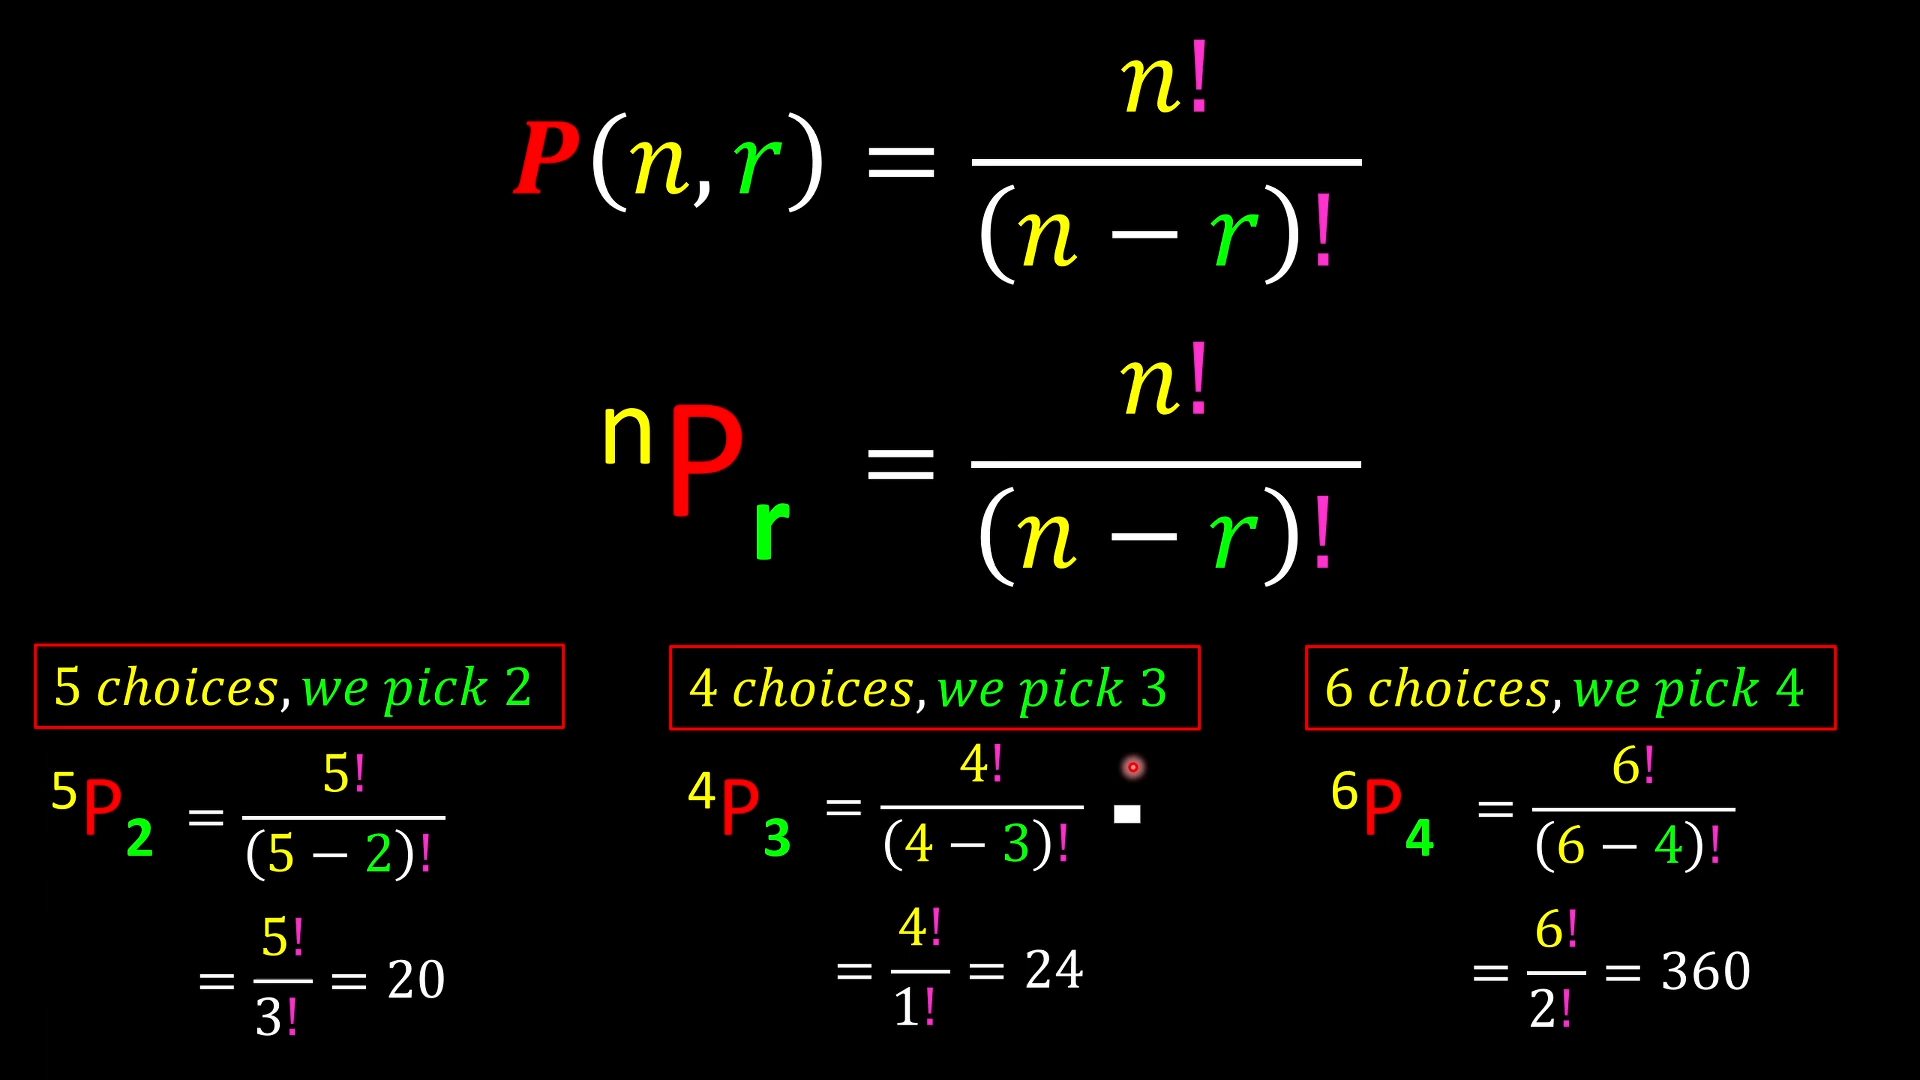 P(n, r) = n! / (n − r)!
ⁿPᵣ = n! / (n − r)!
5 choices, we pick 2
⁵P₂ = 5! / (5 − 2)!
= 5! / 3! = 20
4 choices, we pick 3
⁴P₃ = 4! / (4 − 3)!
= 4! / 1! = 24
6 choices, we pick 4
⁶P₄ = 6! / (6 − 4)!
= 6! / 2! = 360